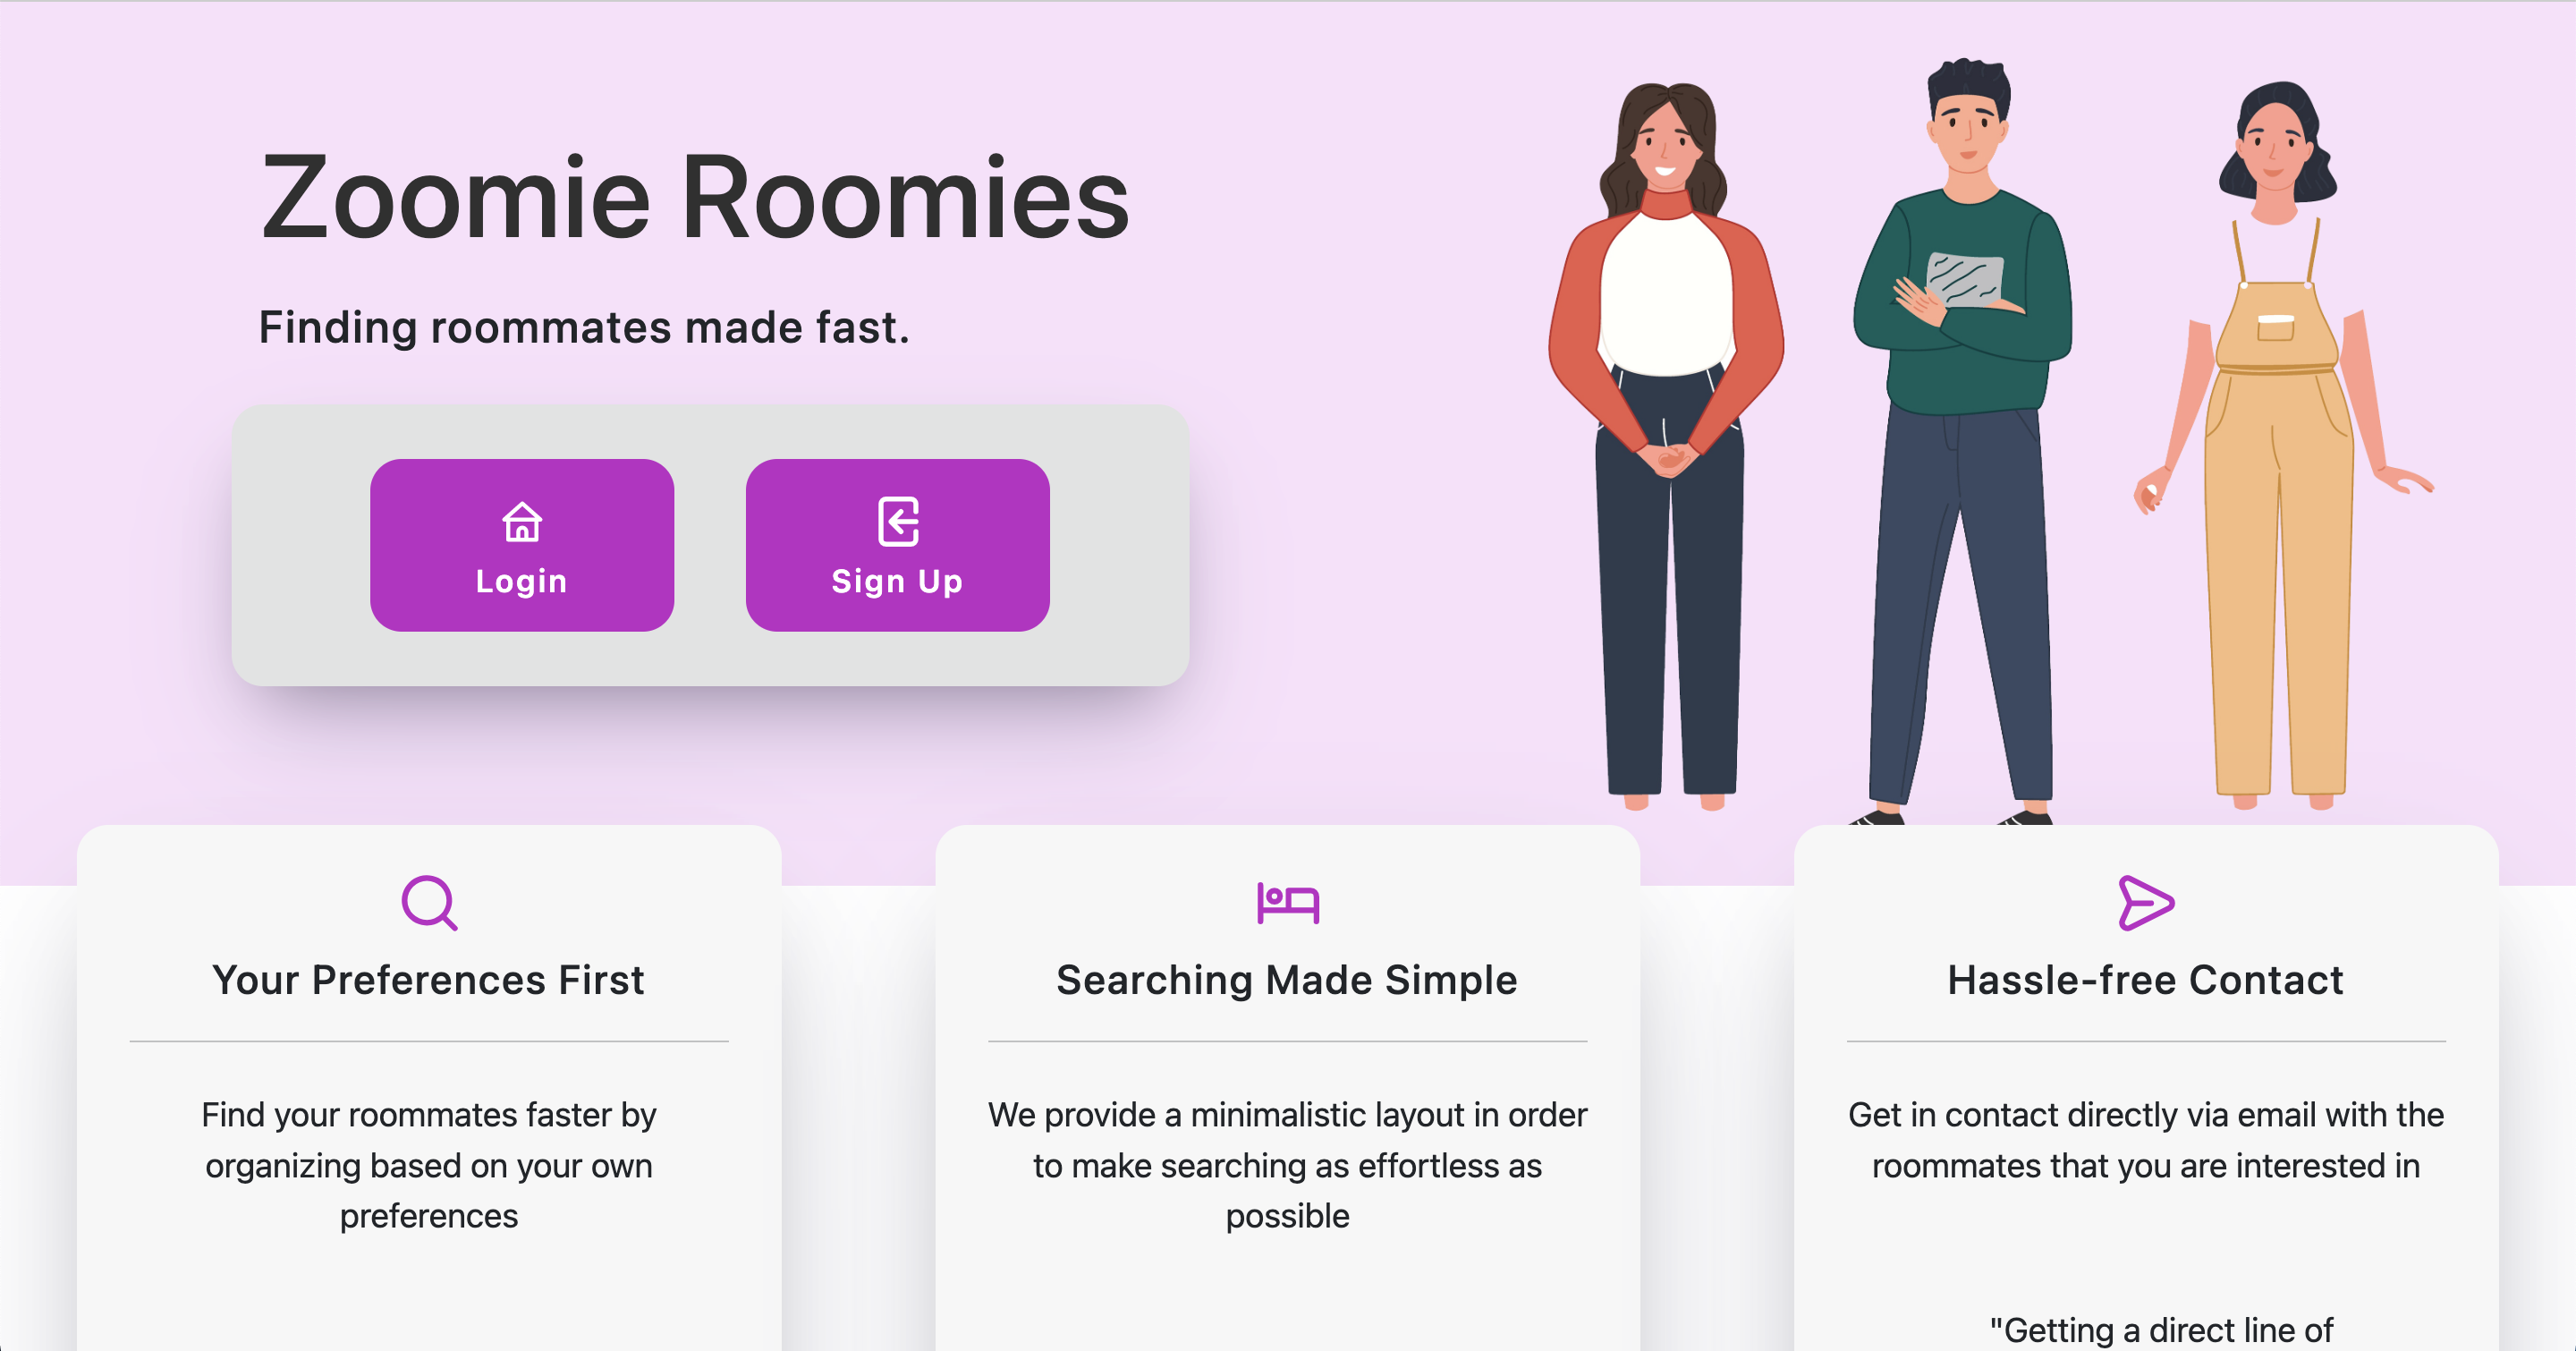 Zoomie Roomies
Finding roommates made fast.
Login
Sign Up
Your Preferences First
Find your roommates faster by
organizing based on your own
preferences
Searching Made Simple
We provide a minimalistic layout in order
to make searching as effortless as
possible
Hassle-free Contact
Get in contact directly via email with the
roommates that you are interested in
"Getting a direct line of